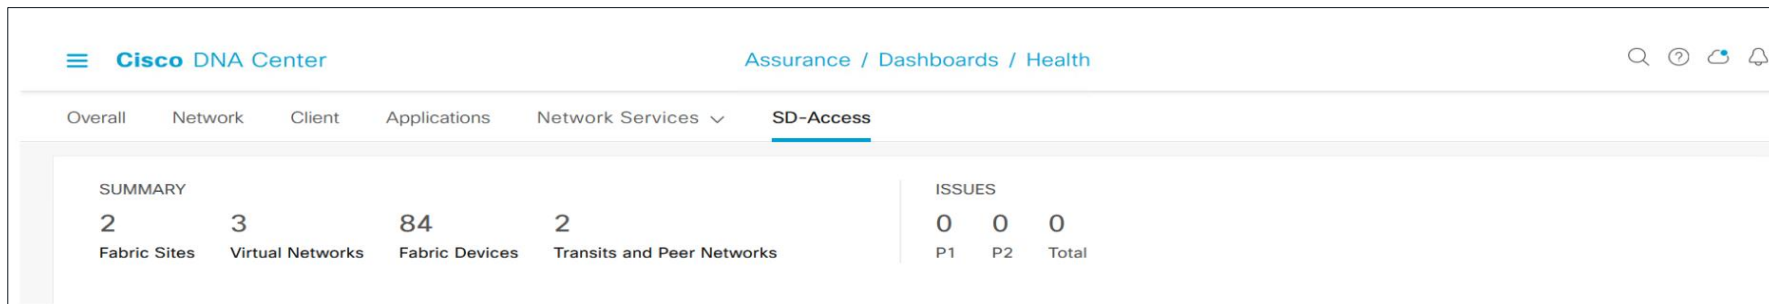 Cisco DNA Center
Assurance / Dashboards / Health
Overall Network Client Applications Network Services SD-Access
SUMMARY
2 3 84 2
Fabric Sites Virtual Networks Fabric Devices Transits and Peer Networks
ISSUES
0 0 0
P1 P2 Total